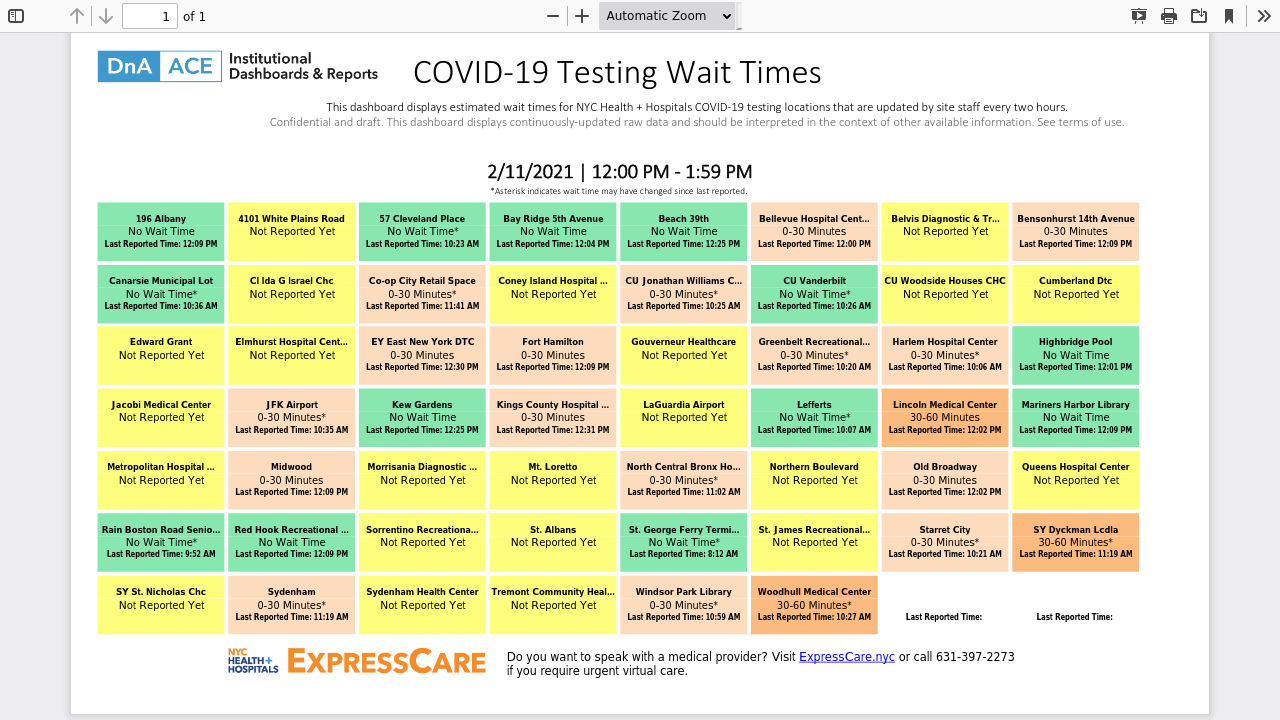 1 of 1
Automatic Zoom
DnA ACE Institutional
Dashboards & Reports
COVID-19 Testing Wait Times
This dashboard displays estimated wait times for NYC Health + Hospitals COVID-19 testing locations that are updated by site staff every two hours.
Confidential and draft. This dashboard displays continuously-updated raw data and should be interpreted in the context of other available information. See terms of use.
2/11/2021 | 12:00 PM - 1:59 PM
*Asterisk indicates wait time may have changed since last reported.
196 Albany
No Wait Time
Last Reported Time: 12:09 PM
4101 White Plains Road
Not Reported Yet
57 Cleveland Place
No Wait Time*
Last Reported Time: 10:23 AM
Bay Ridge 5th Avenue
No Wait Time
Last Reported Time: 12:04 PM
Beach 39th
No Wait Time
Last Reported Time: 12:25 PM
Bellevue Hospital Cent...
0-30 Minutes
Last Reported Time: 12:00 PM
Belvis Diagnostic & Tr...
Not Reported Yet
Bensonhurst 14th Avenue
0-30 Minutes
Last Reported Time: 12:09 PM
Canarsie Municipal Lot
No Wait Time*
Last Reported Time: 10:36 AM
Cl Ida G Israel Chc
Not Reported Yet
Co-op City Retail Space
0-30 Minutes*
Last Reported Time: 11:41 AM
Coney Island Hospital ...
Not Reported Yet
CU Jonathan Williams C...
0-30 Minutes*
Last Reported Time: 10:25 AM
CU Vanderbilt
No Wait Time*
Last Reported Time: 10:26 AM
CU Woodside Houses CHC
Not Reported Yet
Cumberland Dtc
Not Reported Yet
Edward Grant
Not Reported Yet
Elmhurst Hospital Cent...
Not Reported Yet
EY East New York DTC
0-30 Minutes
Last Reported Time: 12:30 PM
Fort Hamilton
0-30 Minutes
Last Reported Time: 12:09 PM
Gouverneur Healthcare
Not Reported Yet
Greenbelt Recreational...
0-30 Minutes*
Last Reported Time: 10:20 AM
Harlem Hospital Center
0-30 Minutes*
Last Reported Time: 10:06 AM
Highbridge Pool
No Wait Time
Last Reported Time: 12:01 PM
Jacobi Medical Center
Not Reported Yet
JFK Airport
0-30 Minutes*
Last Reported Time: 10:35 AM
Kew Gardens
No Wait Time
Last Reported Time: 12:25 PM
Kings County Hospital ...
0-30 Minutes
Last Reported Time: 12:31 PM
LaGuardia Airport
Not Reported Yet
Lefferts
No Wait Time*
Last Reported Time: 10:07 AM
Lincoln Medical Center
30-60 Minutes
Last Reported Time: 12:02 PM
Mariners Harbor Library
No Wait Time
Last Reported Time: 12:09 PM
Metropolitan Hospital ...
Not Reported Yet
Midwood
0-30 Minutes
Last Reported Time: 12:09 PM
Morrisania Diagnostic ...
Not Reported Yet
Mt. Loretto
Not Reported Yet
North Central Bronx Ho...
0-30 Minutes*
Last Reported Time: 11:02 AM
Northern Boulevard
Not Reported Yet
Old Broadway
0-30 Minutes
Last Reported Time: 12:02 PM
Queens Hospital Center
Not Reported Yet
Rain Boston Road Senio...
No Wait Time*
Last Reported Time: 9:52 AM
Red Hook Recreational ...
No Wait Time
Last Reported Time: 12:09 PM
Sorrentino Recreationa...
Not Reported Yet
St. Albans
Not Reported Yet
St. George Ferry Termi...
No Wait Time*
Last Reported Time: 8:12 AM
St. James Recreational...
Not Reported Yet
Starret City
0-30 Minutes*
Last Reported Time: 10:21 AM
SY Dyckman Lcdla
30-60 Minutes*
Last Reported Time: 11:19 AM
SY St. Nicholas Chc
Not Reported Yet
Sydenham
0-30 Minutes*
Last Reported Time: 11:19 AM
Sydenham Health Center
Not Reported Yet
Tremont Community Heal...
Not Reported Yet
Windsor Park Library
0-30 Minutes*
Last Reported Time: 10:59 AM
Woodhull Medical Center
30-60 Minutes*
Last Reported Time: 10:27 AM
Last Reported Time:
Last Reported Time:
NYC
HEALTH+
HOSPITALS
EXPRESSCARE
Do you want to speak with a medical provider? Visit ExpressCare.nyc or call 631-397-2273
if you require urgent virtual care.